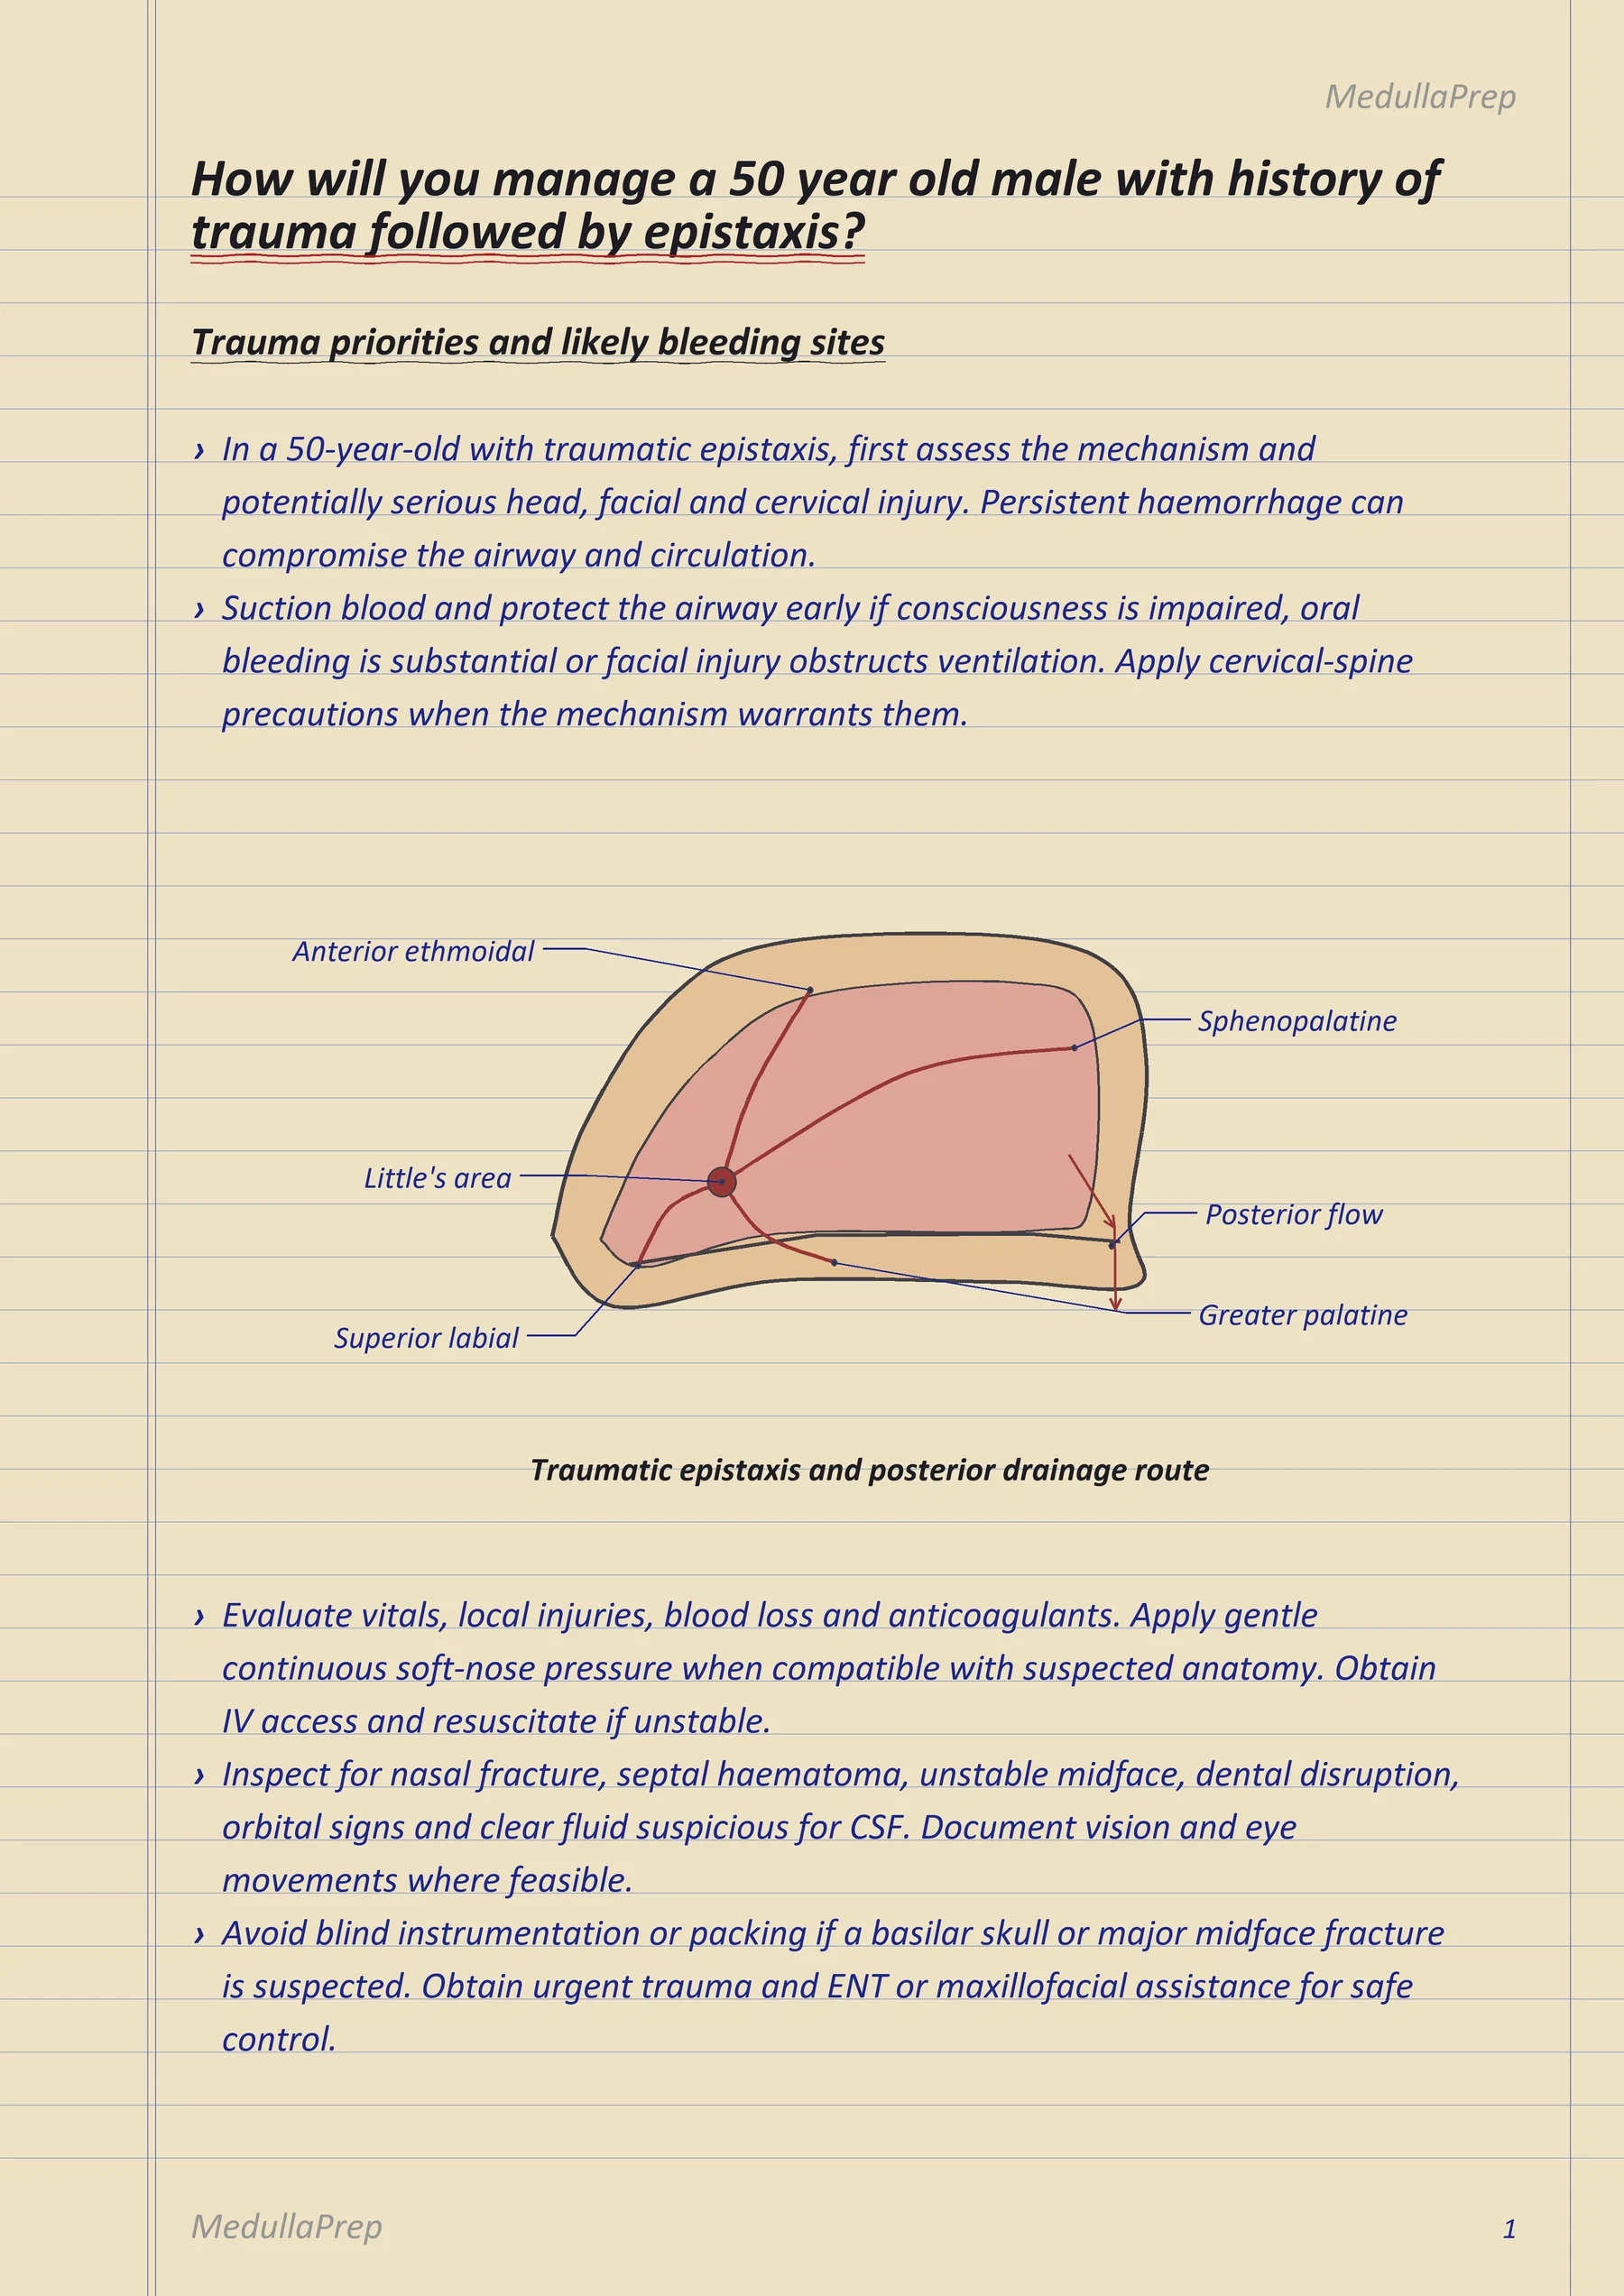 MedullaPrep
How will you manage a 50 year old male with history of
trauma followed by epistaxis?
Trauma priorities and likely bleeding sites
› In a 50-year-old with traumatic epistaxis, first assess the mechanism and
potentially serious head, facial and cervical injury. Persistent haemorrhage can
compromise the airway and circulation.
› Suction blood and protect the airway early if consciousness is impaired, oral
bleeding is substantial or facial injury obstructs ventilation. Apply cervical-spine
precautions when the mechanism warrants them.
Anterior ethmoidal
Sphenopalatine
Little's area
Posterior flow
Greater palatine
Superior labial
Traumatic epistaxis and posterior drainage route
› Evaluate vitals, local injuries, blood loss and anticoagulants. Apply gentle
continuous soft-nose pressure when compatible with suspected anatomy. Obtain
IV access and resuscitate if unstable.
› Inspect for nasal fracture, septal haematoma, unstable midface, dental disruption,
orbital signs and clear fluid suspicious for CSF. Document vision and eye
movements where feasible.
› Avoid blind instrumentation or packing if a basilar skull or major midface fracture
is suspected. Obtain urgent trauma and ENT or maxillofacial assistance for safe
control.
MedullaPrep
1